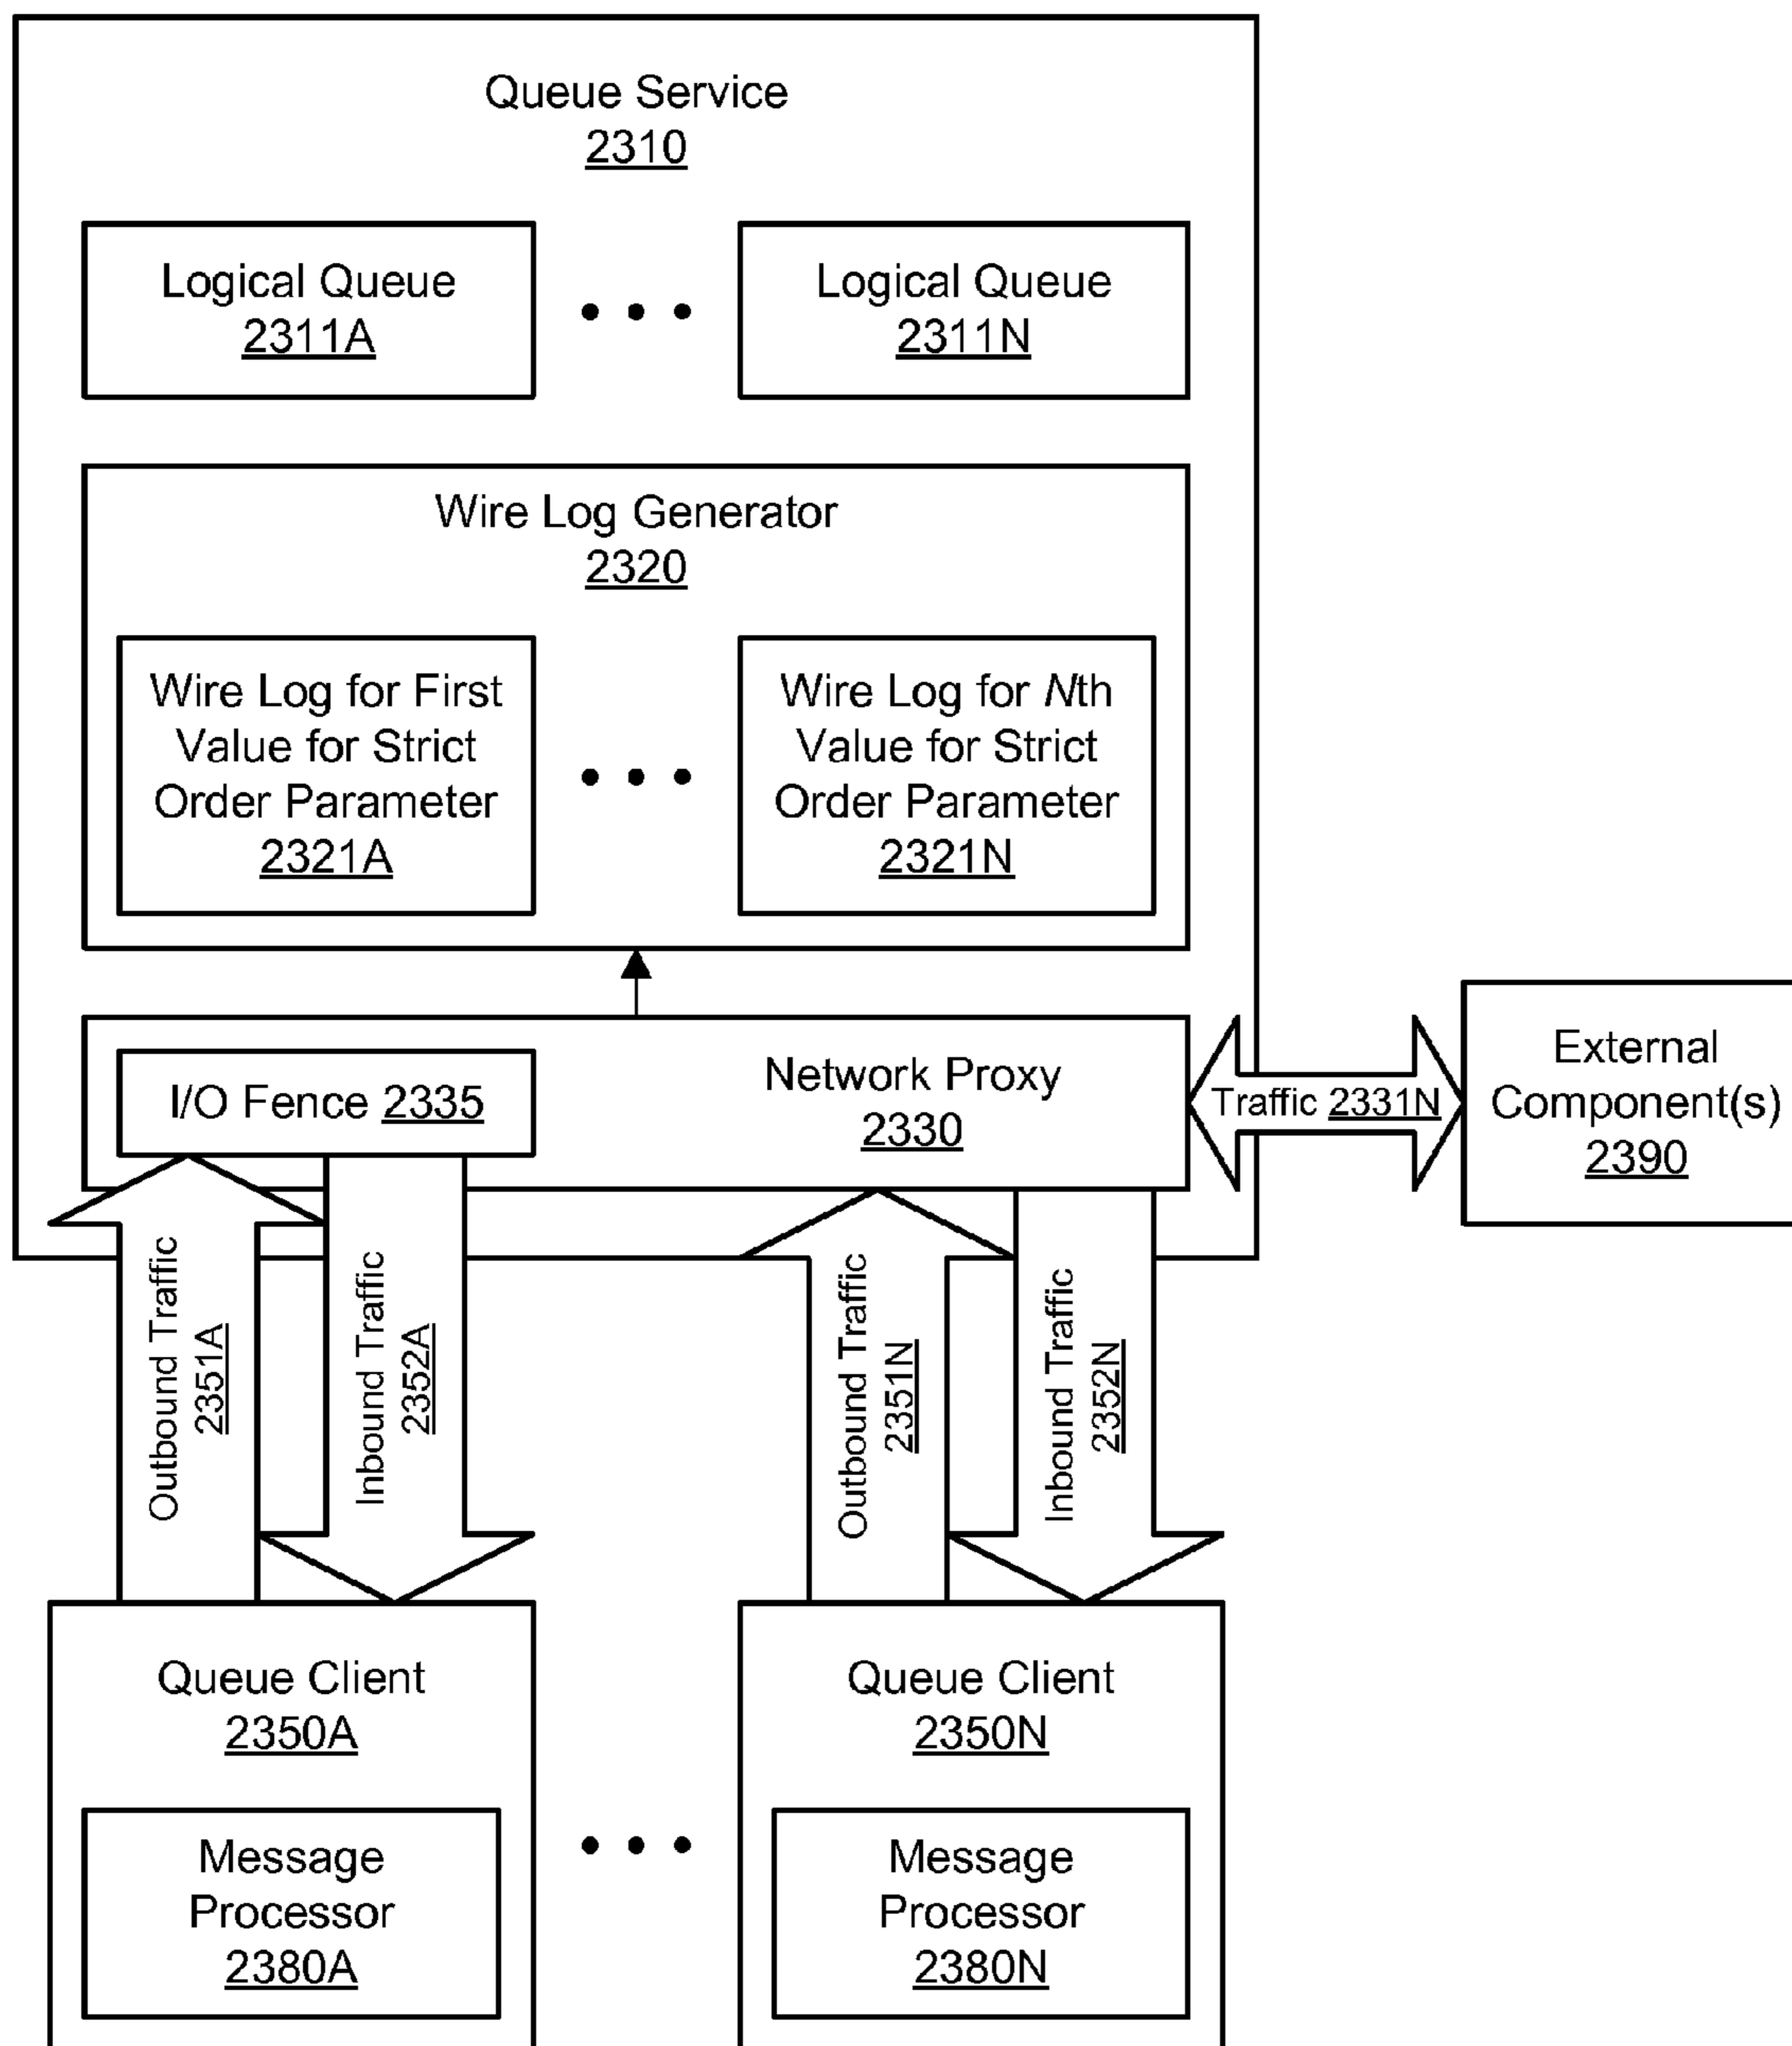 Queue Service
2310
Logical Queue
2311A
Logical Queue
2311N
Wire Log Generator
2320
Wire Log for First
Value for Strict
Order Parameter
2321A
Wire Log for Nth
Value for Strict
Order Parameter
2321N
I/O Fence 2335
Network Proxy
2330
Traffic 2331N
External
Component(s)
2390
Outbound Traffic
2351A
Inbound Traffic
2352A
Outbound Traffic
2351N
Inbound Traffic
2352N
Queue Client
2350A
Message
Processor
2380A
Queue Client
2350N
Message
Processor
2380N